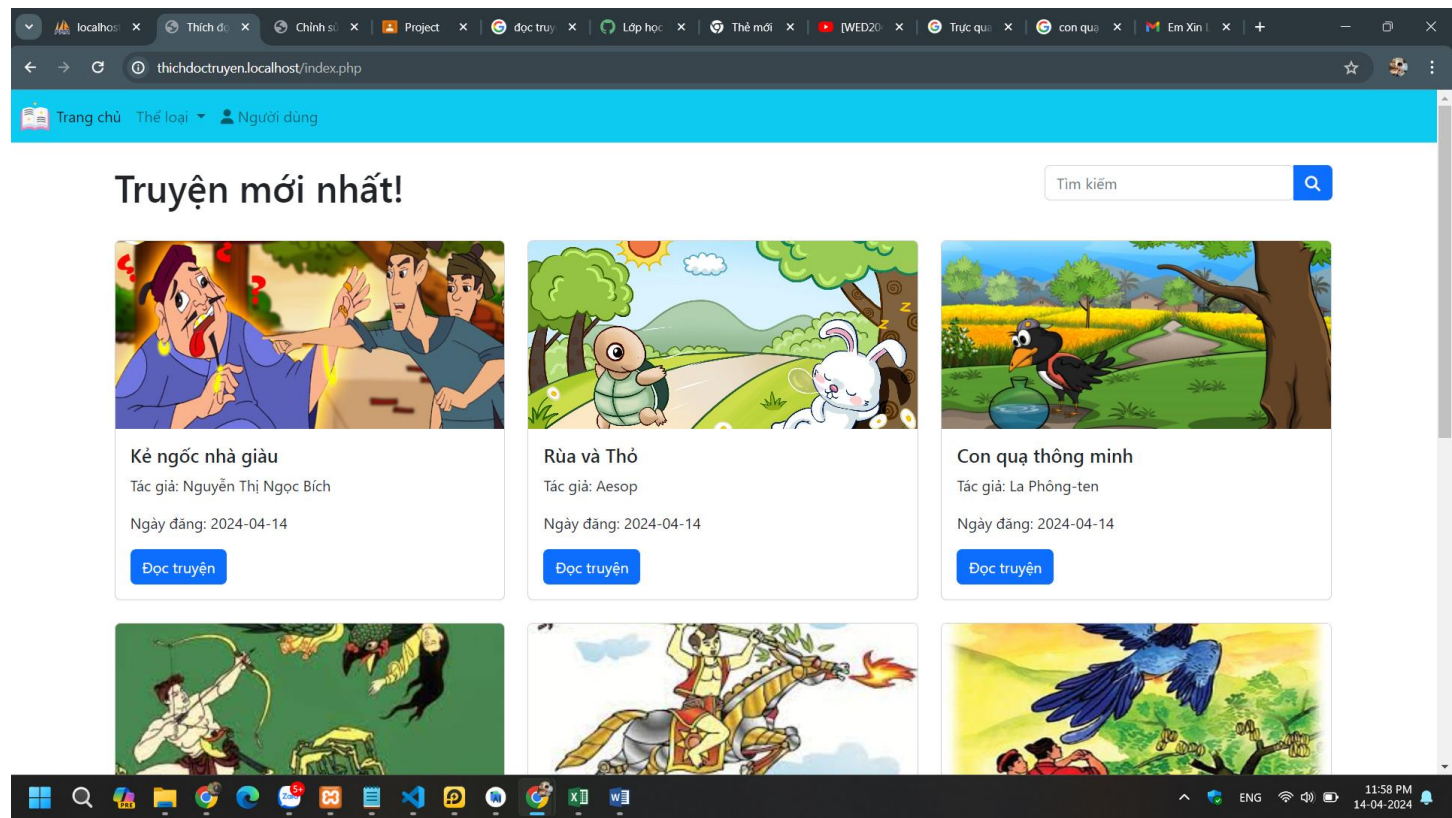 localhos
Thích đọ
Chỉnh sử
Project
đọc truy
Lớp học
Thẻ mới
[WED20
Trực qua
con quạ
Em Xin L
thichdoctruyen.localhost/index.php
Trang chủ Thể loại Người dùng
Truyện mới nhất!
Tìm kiếm
? ? ?
z z
Kẻ ngốc nhà giàu
Tác giả: Nguyễn Thị Ngọc Bích
Ngày đăng: 2024-04-14
Đọc truyện
Rùa và Thỏ
Tác giả: Aesop
Ngày đăng: 2024-04-14
Đọc truyện
Con quạ thông minh
Tác giả: La Phông-ten
Ngày đăng: 2024-04-14
Đọc truyện
PRE
Zalo
5+
ENG
11:58 PM
14-04-2024